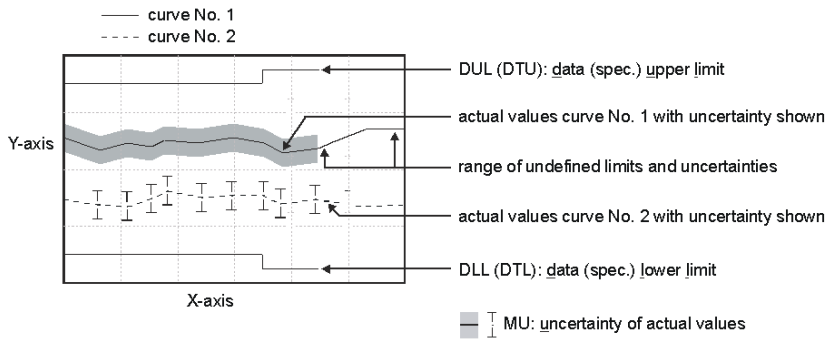 curve No. 1
curve No. 2
DUL (DTU): data (spec.) upper limit
actual values curve No. 1 with uncertainty shown
Y-axis
range of undefined limits and uncertainties
actual values curve No. 2 with uncertainty shown
DLL (DTL): data (spec.) lower limit
X-axis
MU: uncertainty of actual values